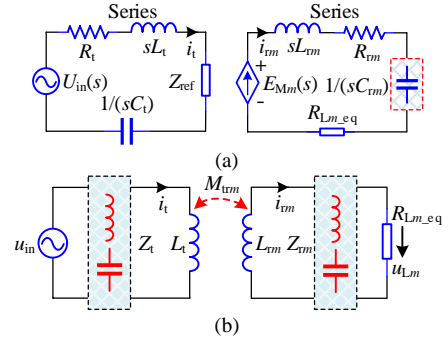 Series Series
R_t sL_t i_t i_rm sL_rm R_rm
U_in(s) Z_ref + E_Mm(s) - 1/(sC_rm)
1/(sC_t) R_Lm_eq
(a)
M_trm
i_t i_rm R_Lm_eq
u_in Z_t L_t L_rm Z_rm u_Lm
(b)